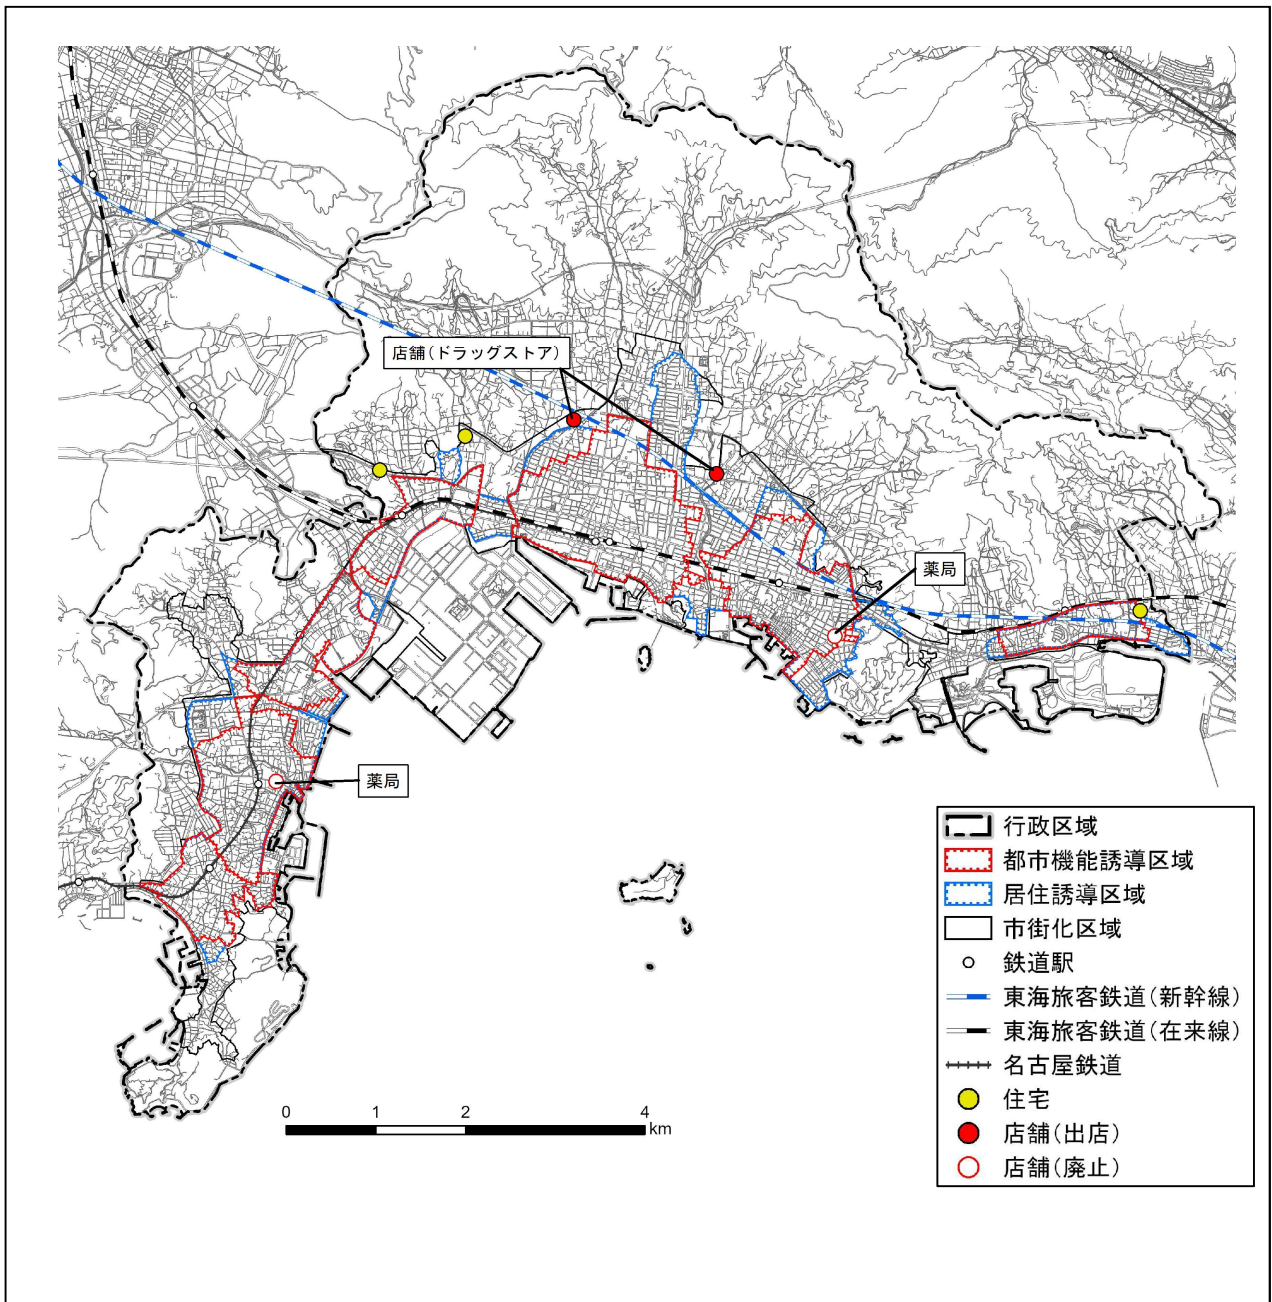 店舗(ドラッグストア)
薬局
薬局
行政区域
都市機能誘導区域
居住誘導区域
市街化区域
鉄道駅
東海旅客鉄道(新幹線)
東海旅客鉄道(在来線)
名古屋鉄道
住宅
店舗(出店)
店舗(廃止)
0 1 2 4
km